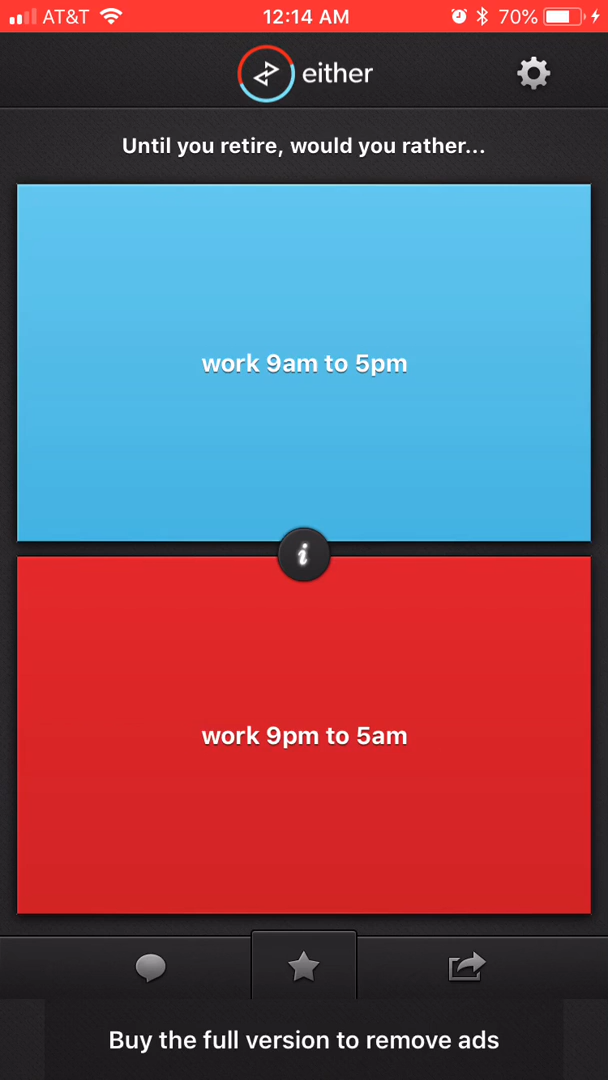 AT&T 12:14 AM 70%
either
Until you retire, would you rather...
work 9am to 5pm
i
work 9pm to 5am
Buy the full version to remove ads